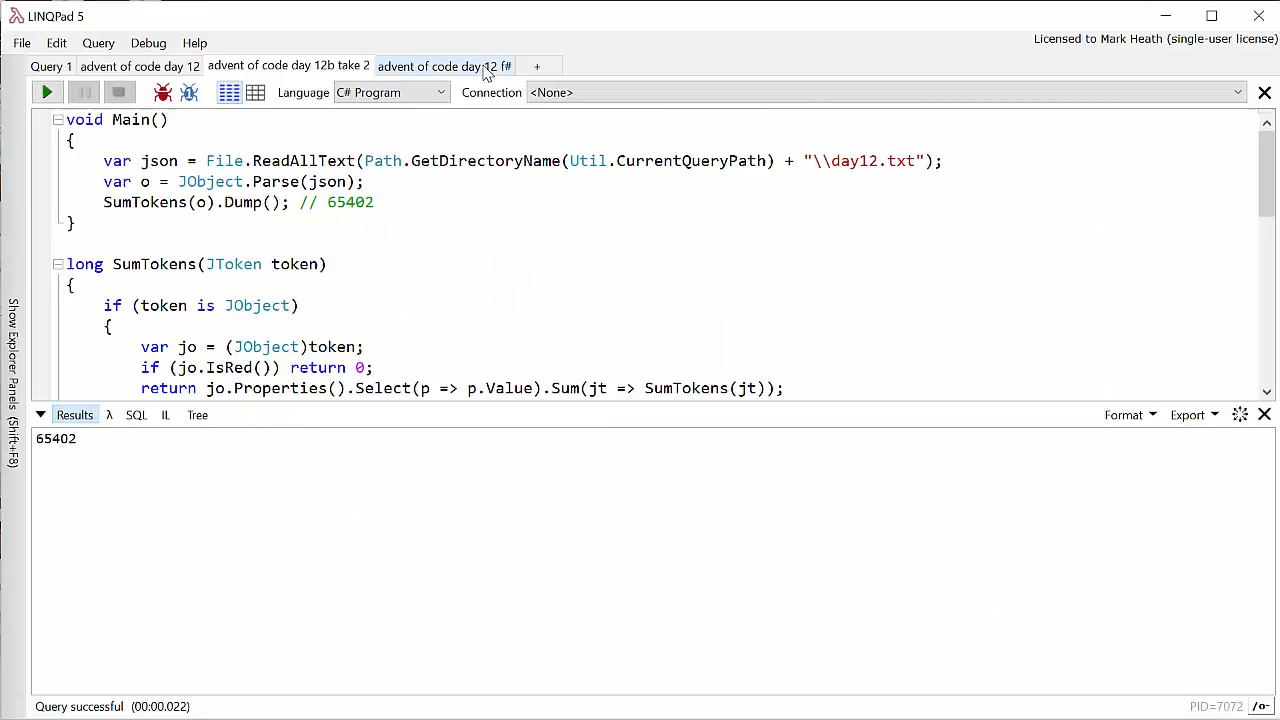 LINQPad 5
File Edit Query Debug Help
Licensed to Mark Heath (single-user license)
Query 1 advent of code day 12 advent of code day 12b take 2 advent of code day 12 f# +
Language C# Program Connection <None>
void Main()
{
var json = File.ReadAllText(Path.GetDirectoryName(Util.CurrentQueryPath) + "\\day12.txt");
var o = JObject.Parse(json);
SumTokens(o).Dump(); // 65402
}
long SumTokens(JToken token)
{
if (token is JObject)
{
var jo = (JObject)token;
if (jo.IsRed()) return 0;
return jo.Properties().Select(p => p.Value).Sum(jt => SumTokens(jt));
Show Explorer Panels (Shift+F8)
Results λ SQL IL Tree Format Export
65402
Query successful (00:00.022)
PID=7072 /o-